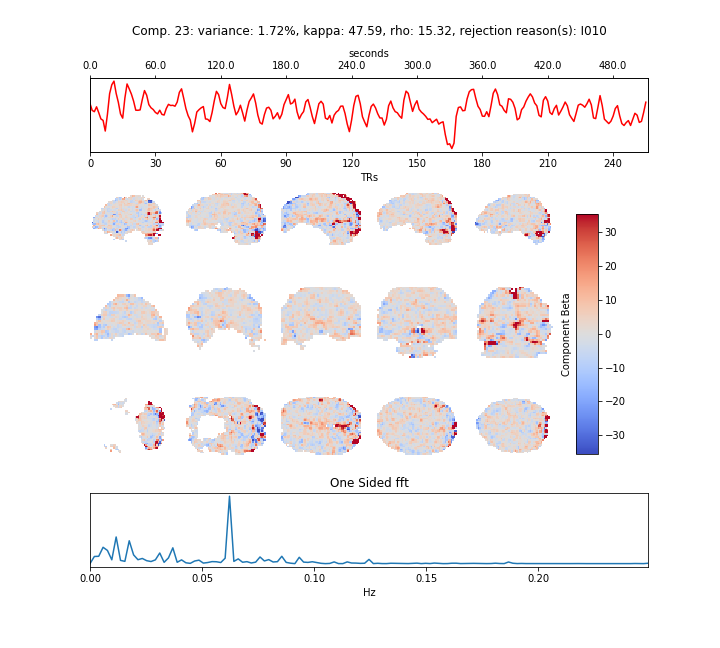 Comp. 23: variance: 1.72%, kappa: 47.59, rho: 15.32, rejection reason(s): I010
seconds
0.0 60.0 120.0 180.0 240.0 300.0 360.0 420.0 480.0
0 30 60 90 120 150 180 210 240
TRs
30
20
10
0
−10
−20
−30
Component Beta
One Sided fft
0.00 0.05 0.10 0.15 0.20
Hz